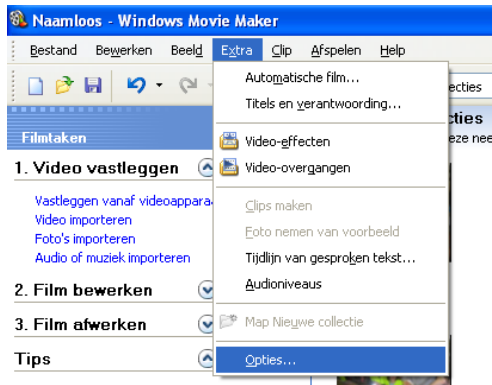 Naamloos - Windows Movie Maker
Bestand Bewerken Beeld Extra Clip Afspelen Help
Automatische film...
Titels en verantwoording...
Video-effecten
Video-overgangen
Clips maken
Foto nemen van voorbeeld
Tijdlijn van gesproken tekst...
Audioniveaus
Map Nieuwe collectie
Opties...
Filmtaken
1. Video vastleggen
Vastleggen vanaf videoappara
Video importeren
Foto's importeren
Audio of muziek importeren
2. Film bewerken
3. Film afwerken
Tips
ecties
cties
eze nee